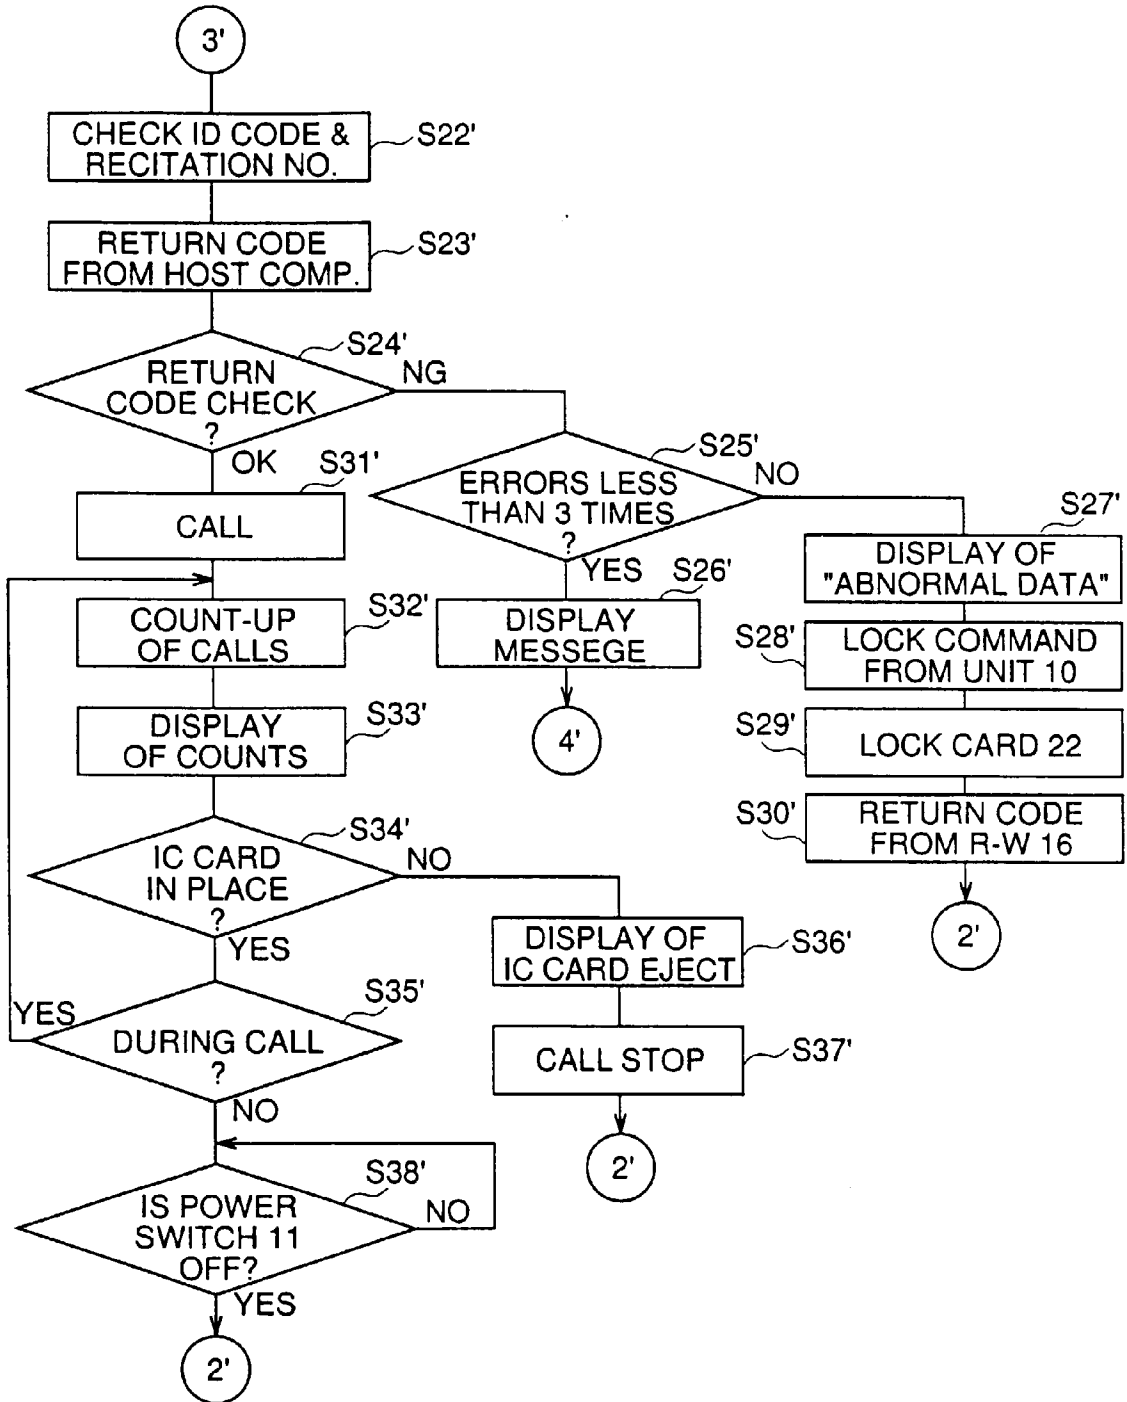 3'
CHECK ID CODE &
RECITATION NO.
S22'
RETURN CODE
FROM HOST COMP.
S23'
S24'
RETURN
CODE CHECK
?
NG
OK
S31'
CALL
S25'
ERRORS LESS
THAN 3 TIMES
?
NO
YES
S26'
DISPLAY
MESSEGE
4'
S27'
DISPLAY OF
"ABNORMAL DATA"
S28'
LOCK COMMAND
FROM UNIT 10
S29'
LOCK CARD 22
S30'
RETURN CODE
FROM R-W 16
2'
COUNT-UP
OF CALLS
S32'
DISPLAY
OF COUNTS
S33'
S34'
IC CARD
IN PLACE
?
NO
YES
DISPLAY OF
IC CARD EJECT
S36'
CALL STOP
S37'
2'
S35'
YES
DURING CALL
?
NO
S38'
IS POWER
SWITCH 11
OFF?
NO
YES
2'